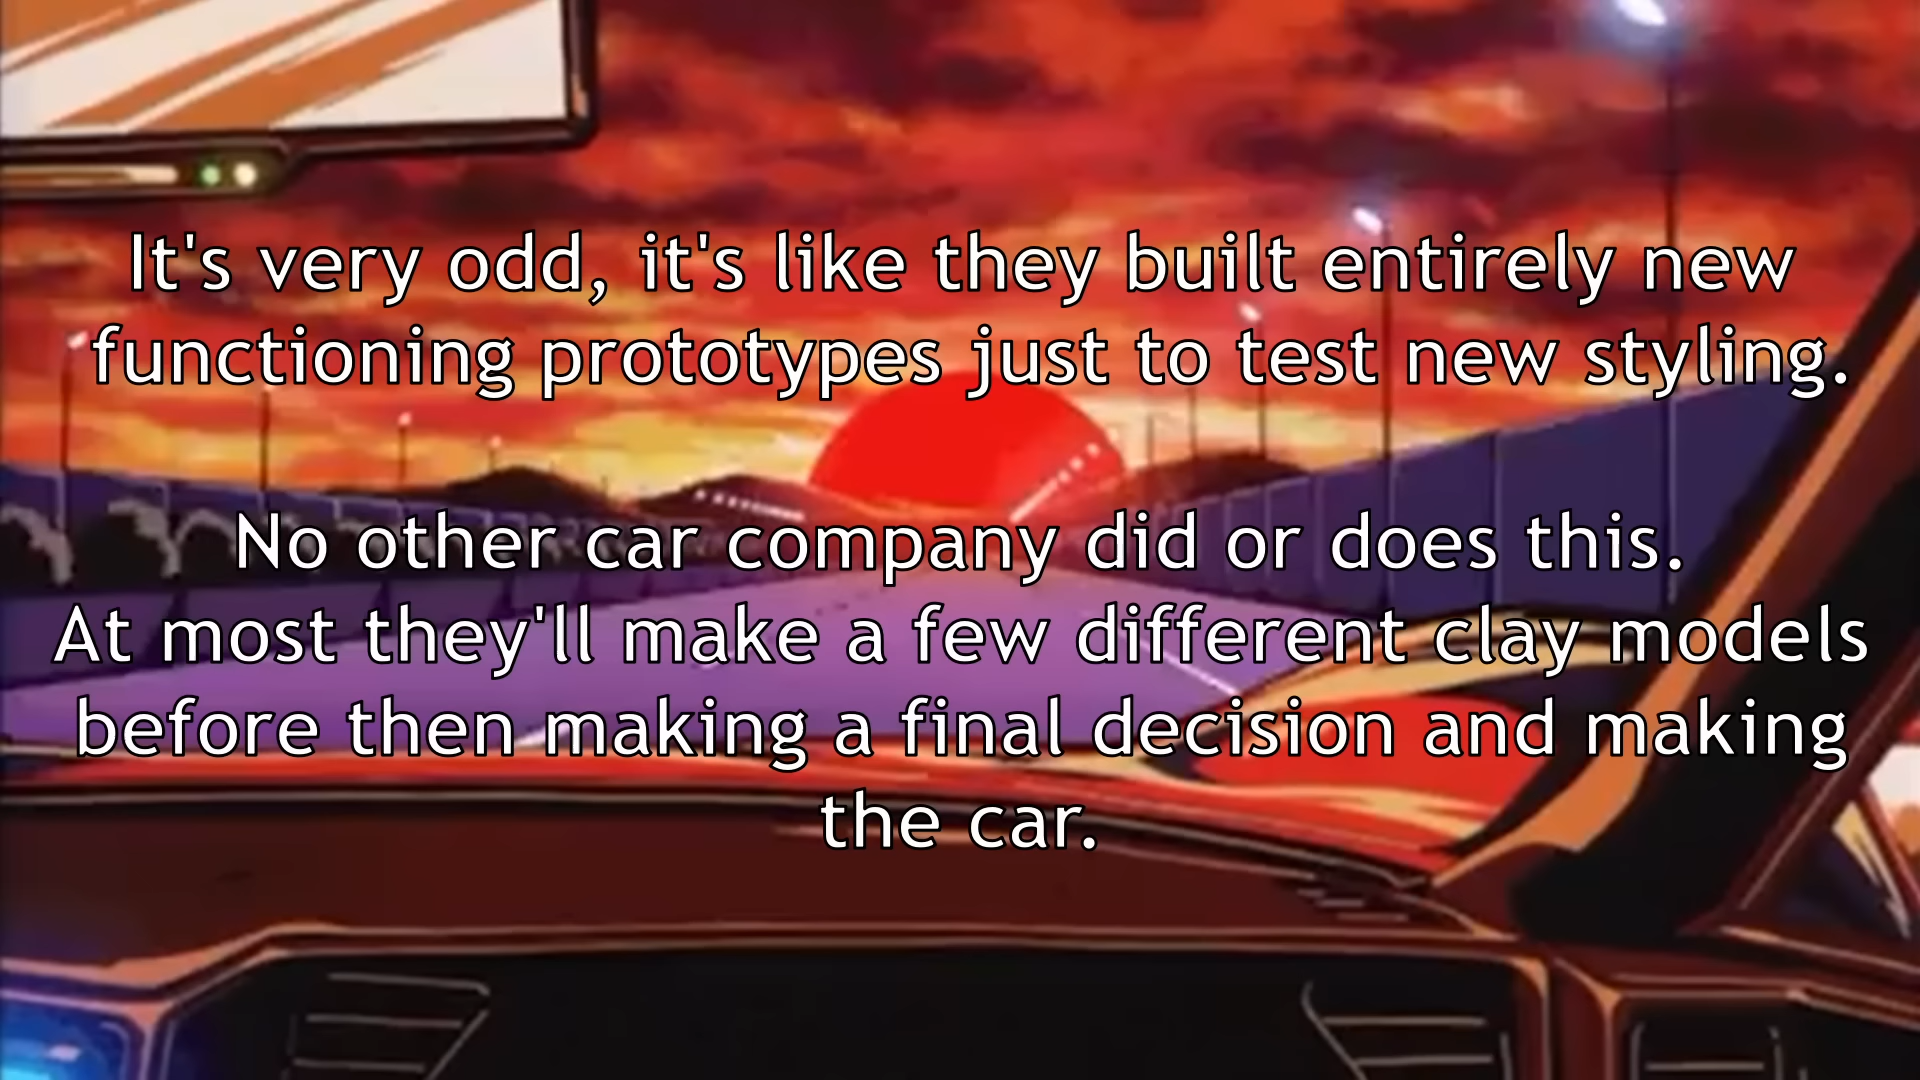 It's very odd, it's like they built entirely new
functioning prototypes just to test new styling.
No other car company did or does this.
At most they'll make a few different clay models
before then making a final decision and making
the car.